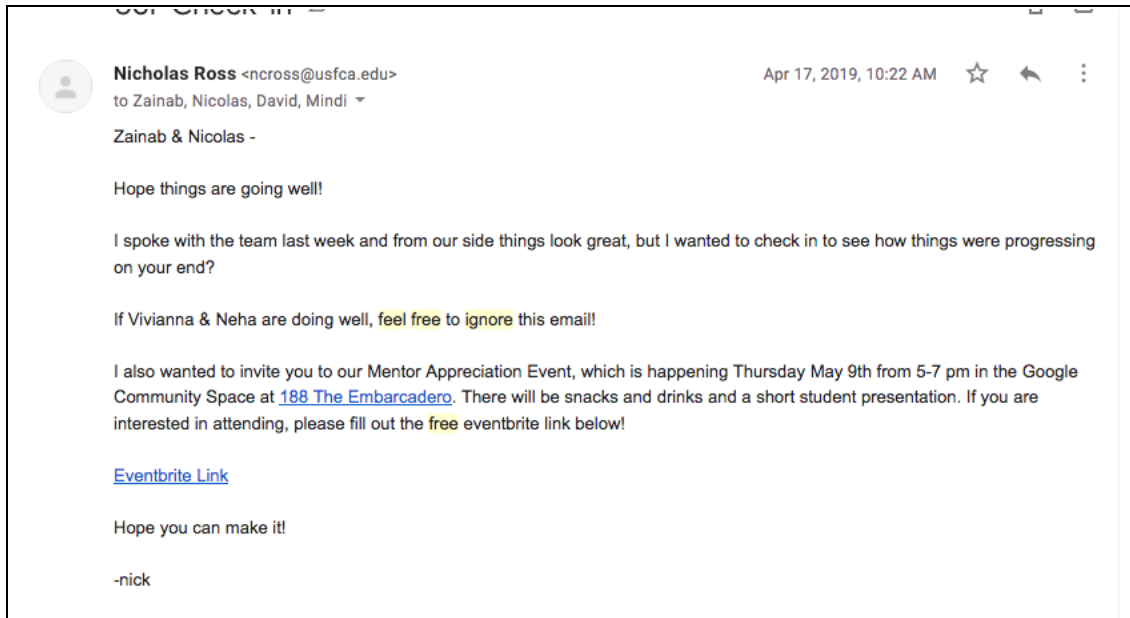 Nicholas Ross <ncross@usfca.edu>
Apr 17, 2019, 10:22 AM
to Zainab, Nicolas, David, Mindi
Zainab & Nicolas -
Hope things are going well!
I spoke with the team last week and from our side things look great, but I wanted to check in to see how things were progressing
on your end?
If Vivianna & Neha are doing well, feel free to ignore this email!
I also wanted to invite you to our Mentor Appreciation Event, which is happening Thursday May 9th from 5-7 pm in the Google
Community Space at 188 The Embarcadero. There will be snacks and drinks and a short student presentation. If you are
interested in attending, please fill out the free eventbrite link below!
Eventbrite Link
Hope you can make it!
-nick